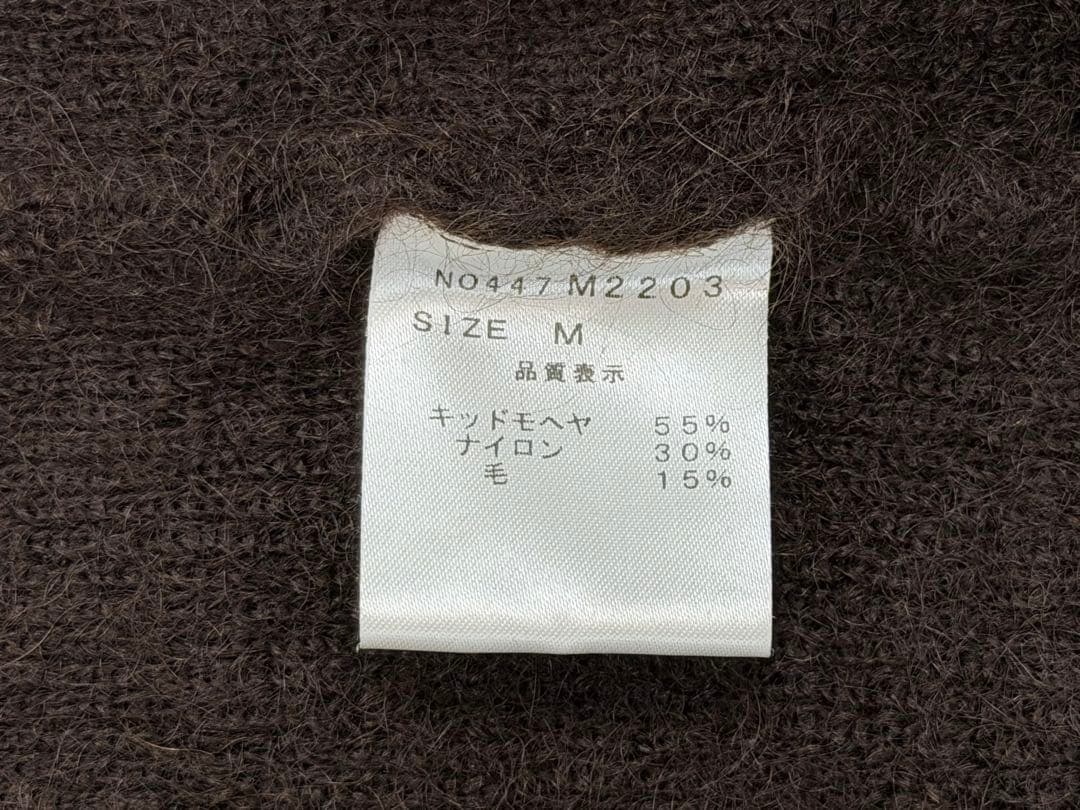 NO447 M2203
SIZE M
品質表示
キッドモヘヤ 55%
ナイロン 30%
毛 15%